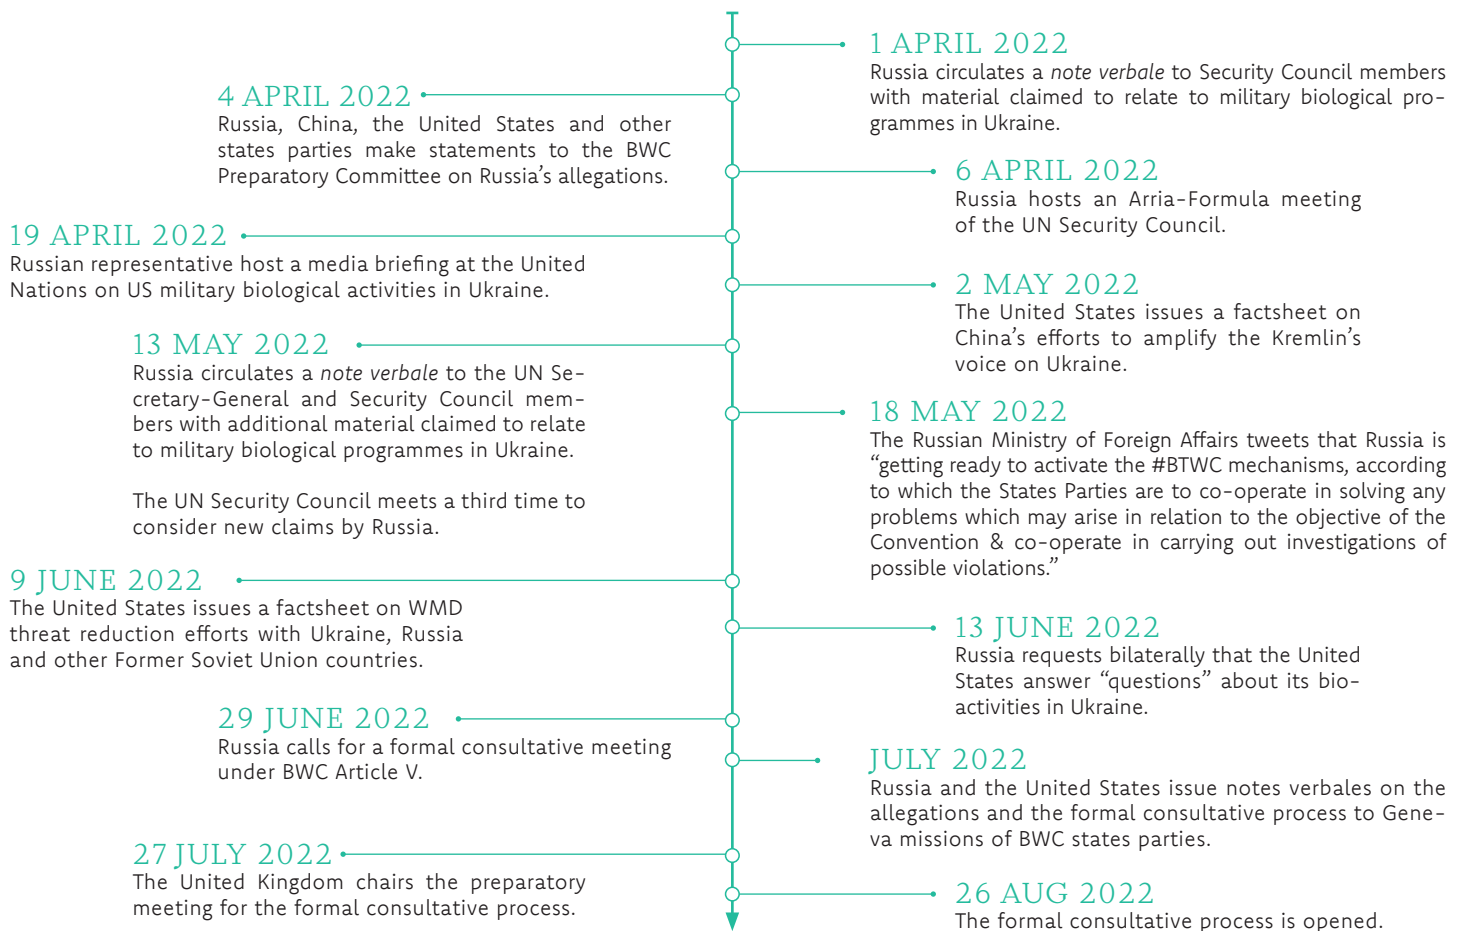 1 APRIL 2022
Russia circulates a note verbale to Security Council members
with material claimed to relate to military biological pro-
grammes in Ukraine.
4 APRIL 2022
Russia, China, the United States and other
states parties make statements to the BWC
Preparatory Committee on Russia’s allegations.
6 APRIL 2022
Russia hosts an Arria-Formula meeting
of the UN Security Council.
19 APRIL 2022
Russian representative host a media briefing at the United
Nations on US military biological activities in Ukraine.
2 MAY 2022
The United States issues a factsheet on
China’s efforts to amplify the Kremlin’s
voice on Ukraine.
13 MAY 2022
Russia circulates a note verbale to the UN Se-
cretary-General and Security Council mem-
bers with additional material claimed to relate
to military biological programmes in Ukraine.
The UN Security Council meets a third time to
consider new claims by Russia.
18 MAY 2022
The Russian Ministry of Foreign Affairs tweets that Russia is
“getting ready to activate the #BTWC mechanisms, according
to which the States Parties are to co-operate in solving any
problems which may arise in relation to the objective of the
Convention & co-operate in carrying out investigations of
possible violations.”
9 JUNE 2022
The United States issues a factsheet on WMD
threat reduction efforts with Ukraine, Russia
and other Former Soviet Union countries.
13 JUNE 2022
Russia requests bilaterally that the United
States answer “questions” about its bio-
activities in Ukraine.
29 JUNE 2022
Russia calls for a formal consultative meeting
under BWC Article V.
JULY 2022
Russia and the United States issue notes verbales on the
allegations and the formal consultative process to Gene-
va missions of BWC states parties.
27 JULY 2022
The United Kingdom chairs the preparatory
meeting for the formal consultative process.
26 AUG 2022
The formal consultative process is opened.